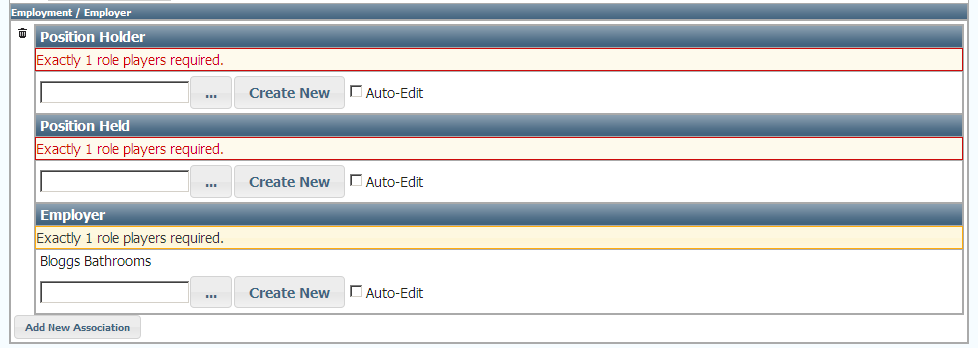 Employment / Employer
Position Holder
Exactly 1 role players required.
... Create New Auto-Edit
Position Held
Exactly 1 role players required.
... Create New Auto-Edit
Employer
Exactly 1 role players required.
Bloggs Bathrooms
... Create New Auto-Edit
Add New Association